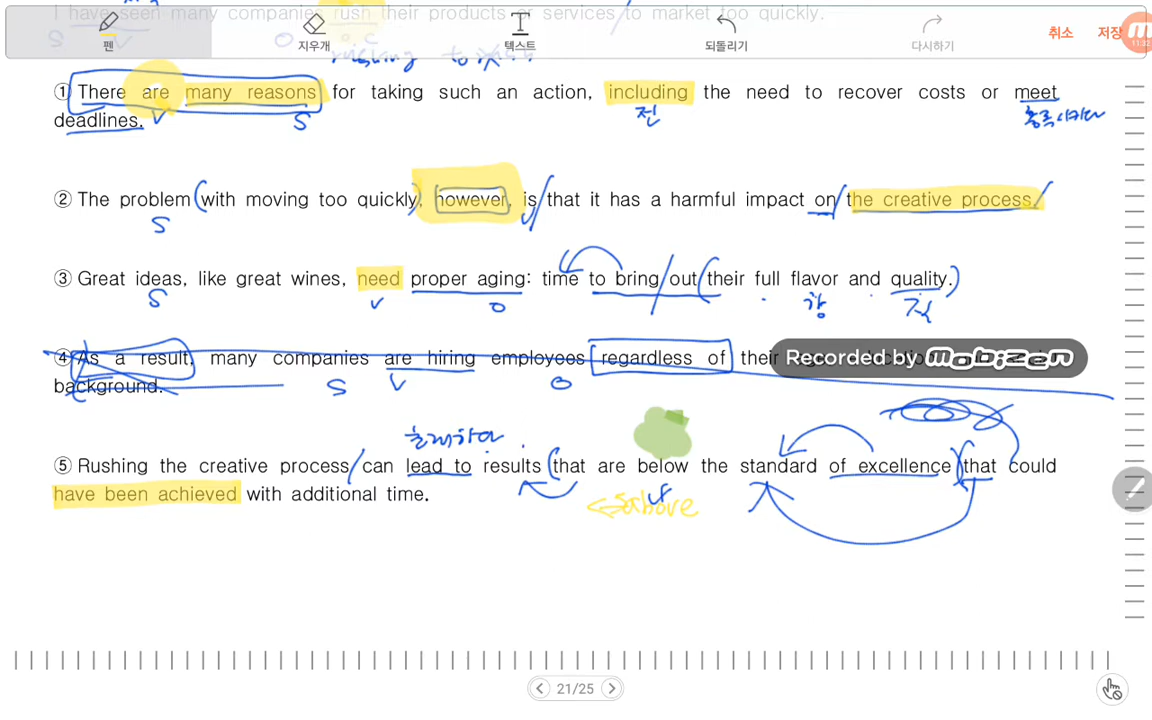 I have seen many companies rush their products or services to market too quickly.
S V O O C
펜 지우개 텍스트 되돌리기 다시하기 취소 저장
11:32
① There are many reasons for taking such an action, including the need to recover costs or meet
deadlines. V S 전 충족시키다
② The problem (with moving too quickly), however, is that it has a harmful impact on the creative process.
S V
③ Great ideas, like great wines, need proper aging: time to bring out (their full flavor and quality.)
S V O 향 질
④ As a result, many companies are hiring employees regardless of their
Recorded by mobizen
background. S V O
초래하다
⑤ Rushing the creative process can lead to results (that are below the standard of excellence) (that could
have been achieved with additional time.
above
21/25